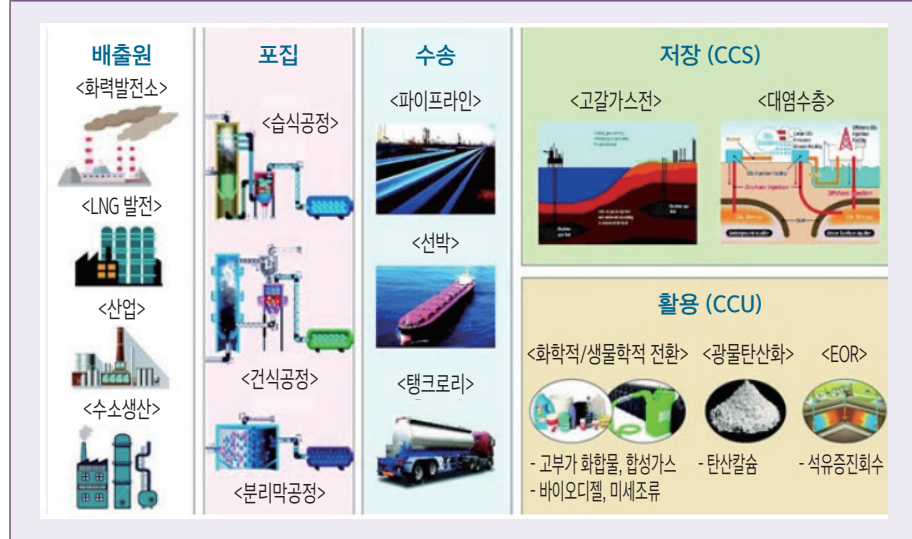 배출원
<화력발전소>
<LNG 발전>
<산업>
<수소생산>
포집
<습식공정>
<건식공정>
<분리막공정>
수송
<파이프라인>
<선박>
<탱크로리>
저장 (CCS)
<고갈가스전>
<대염수층>
활용 (CCU)
<화학적/생물학적 전환>
- 고부가 화합물, 합성가스
- 바이오디젤, 미세조류
<광물탄산화>
- 탄산칼슘
<EOR>
- 석유증진회수